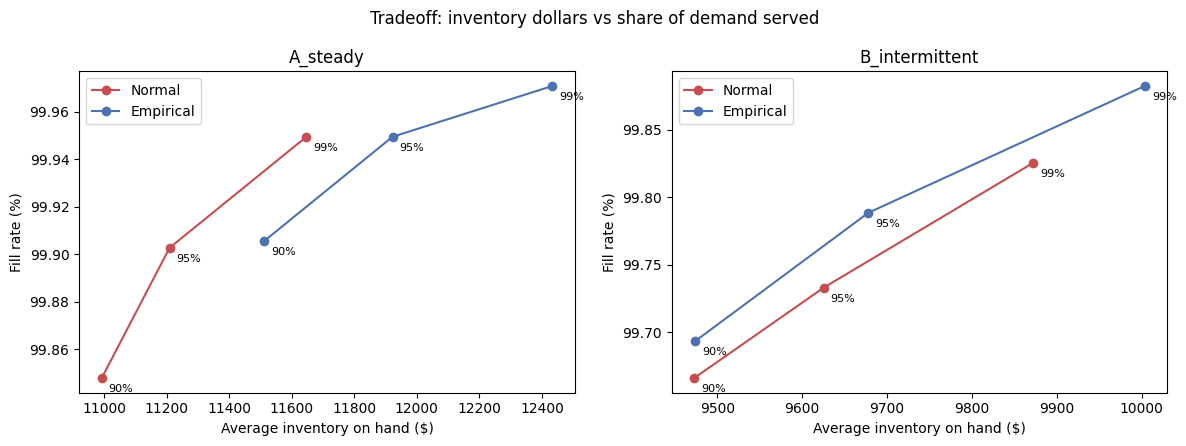 Tradeoff: inventory dollars vs share of demand served
A_steady
Normal
Empirical
99.96
99.94
99.92
99.90
99.88
99.86
Fill rate (%)
99%
99%
95%
95%
90%
90%
11000 11200 11400 11600 11800 12000 12200 12400
Average inventory on hand ($)
B_intermittent
Normal
Empirical
99.85
99.80
99.75
99.70
Fill rate (%)
99%
99%
95%
95%
90%
90%
9500 9600 9700 9800 9900 10000
Average inventory on hand ($)